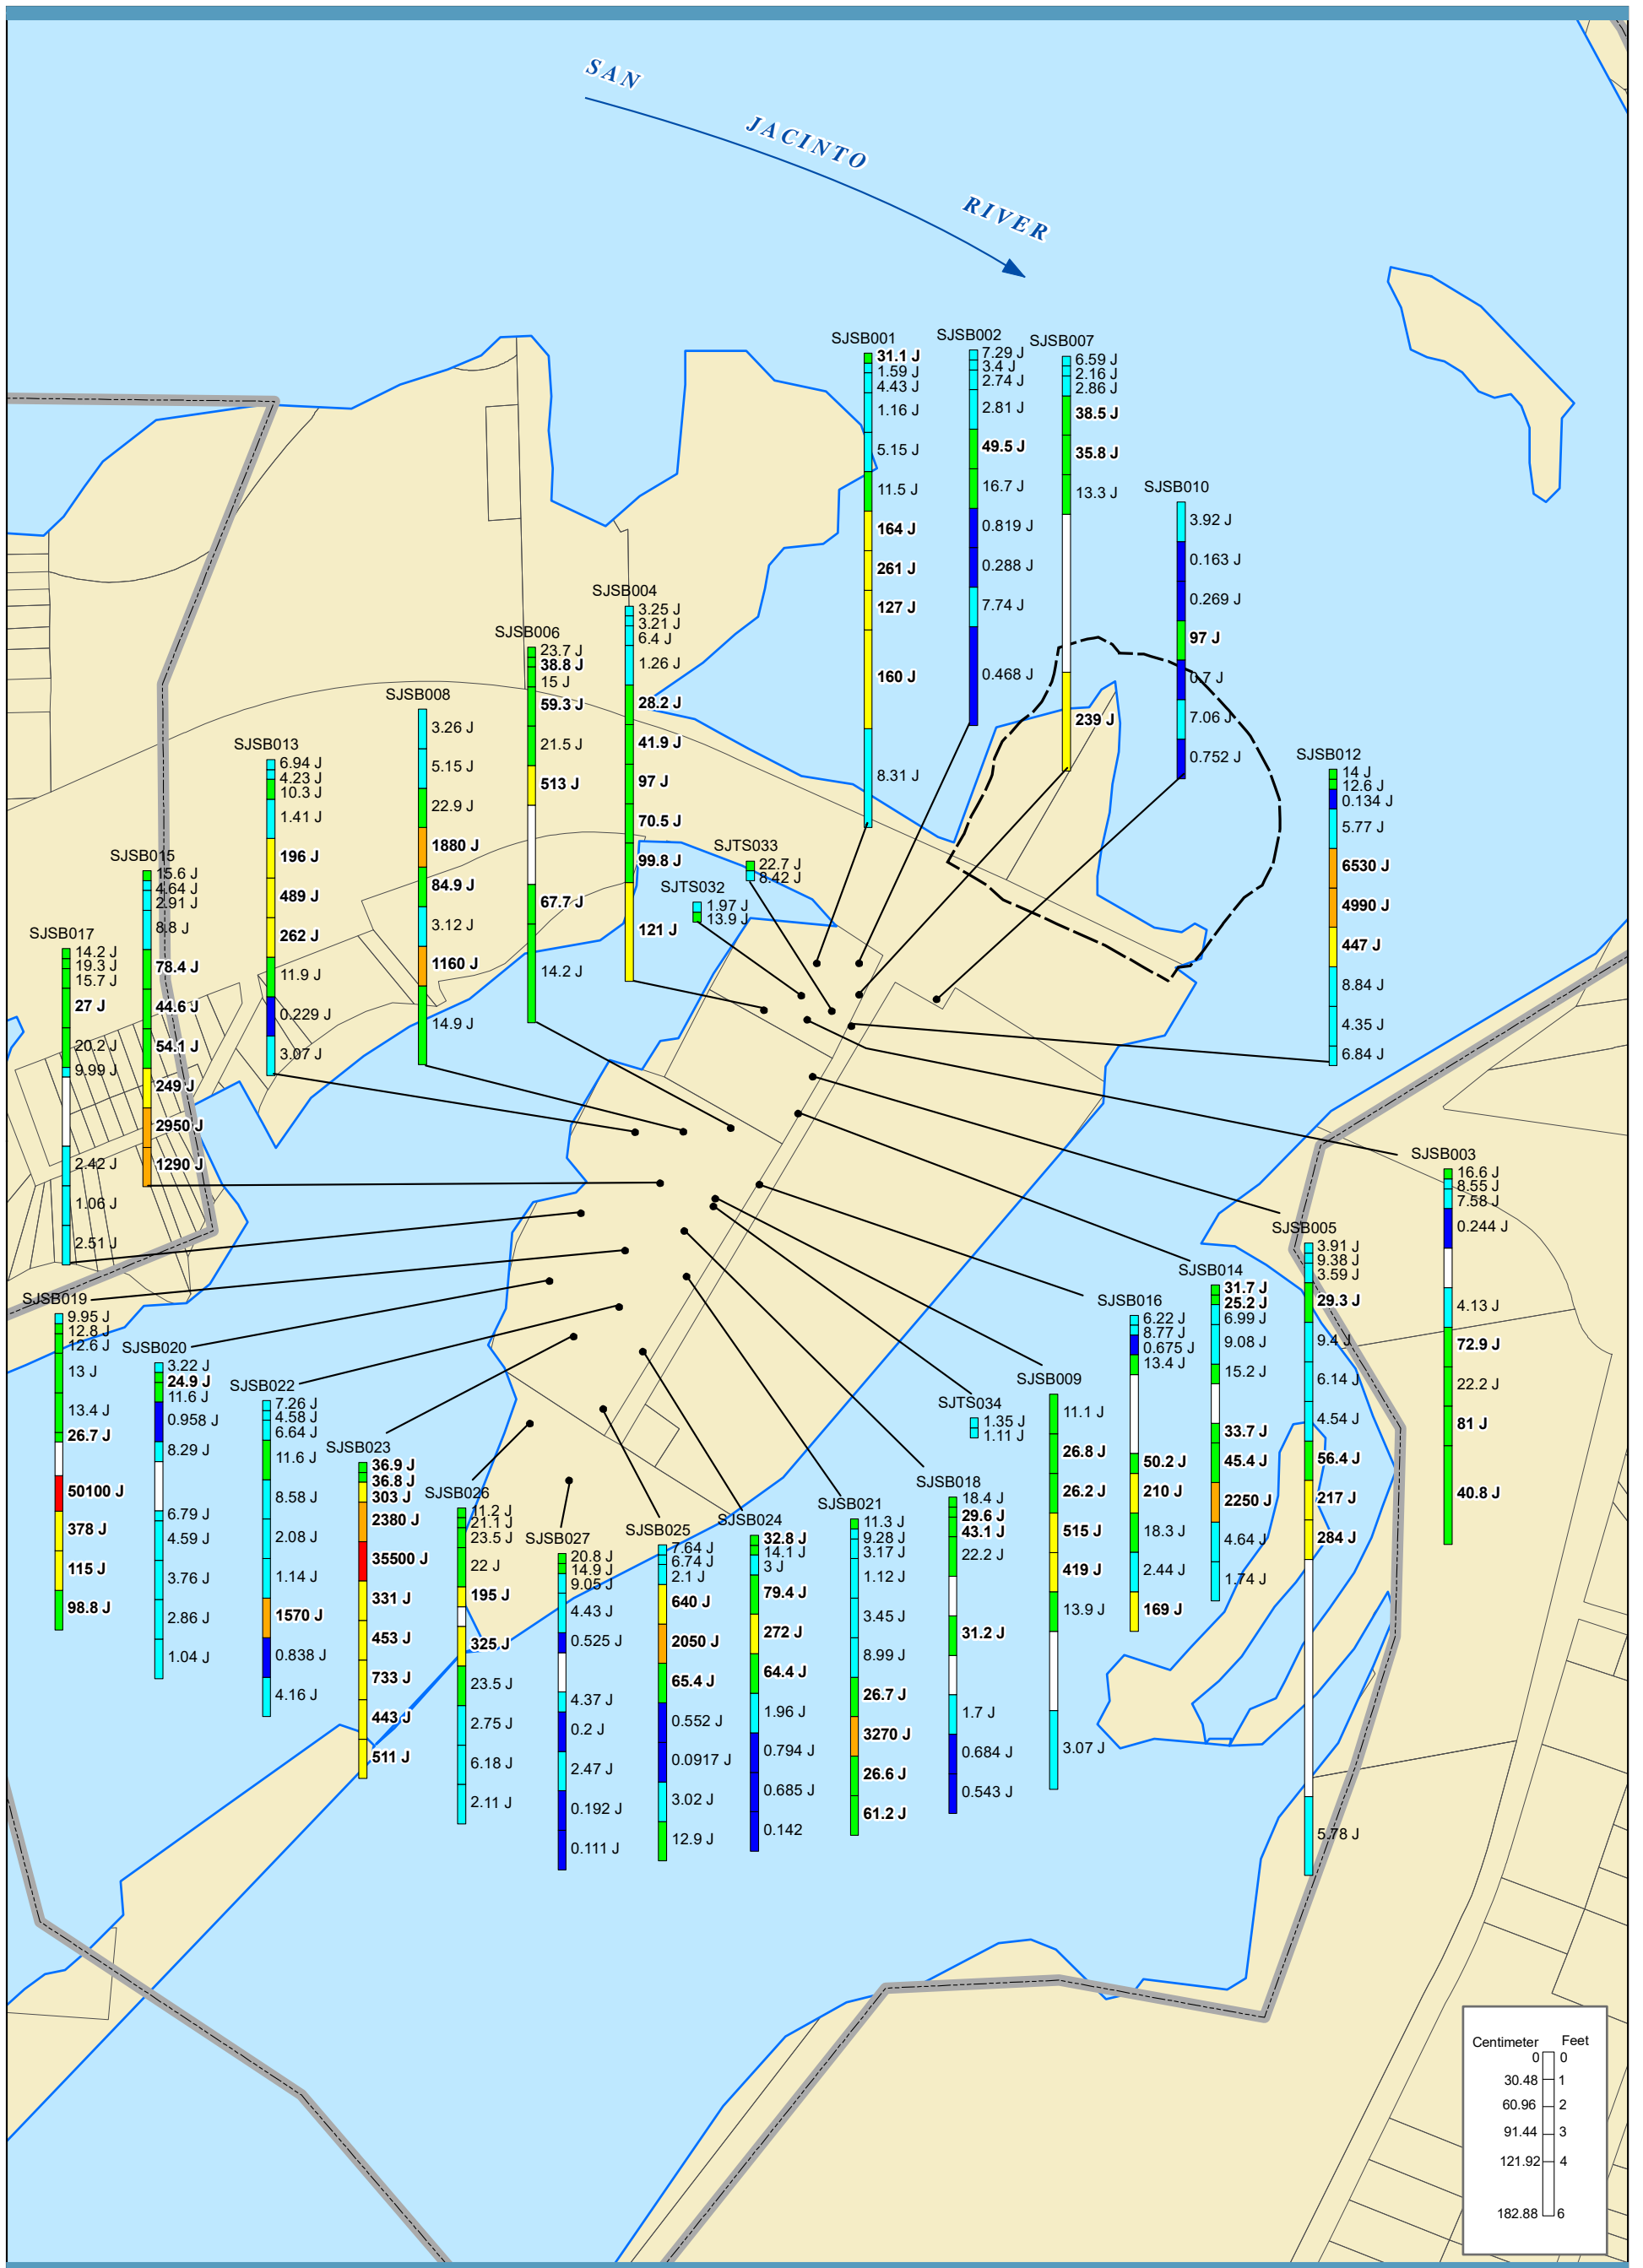 SAN
JACINTO
RIVER
SJSB001
31.1 J
1.59 J
4.43 J
1.16 J
5.15 J
11.5 J
164 J
261 J
127 J
160 J
8.31 J
SJSB002
7.29 J
3.4 J
2.74 J
2.81 J
49.5 J
16.7 J
0.819 J
0.288 J
7.74 J
0.468 J
SJSB007
6.59 J
2.16 J
2.86 J
38.5 J
35.8 J
13.3 J
239 J
SJSB010
3.92 J
0.163 J
0.269 J
97 J
0.7 J
7.06 J
0.752 J
SJSB004
3.25 J
3.21 J
6.4 J
1.26 J
28.2 J
41.9 J
97 J
70.5 J
99.8 J
121 J
SJSB006
23.7 J
38.8 J
15 J
59.3 J
21.5 J
513 J
67.7 J
14.2 J
SJSB008
3.26 J
5.15 J
22.9 J
1880 J
84.9 J
3.12 J
1160 J
14.9 J
SJSB013
6.94 J
4.23 J
10.3 J
1.41 J
196 J
489 J
262 J
11.9 J
0.229 J
3.07 J
SJSB012
14 J
12.6 J
0.134 J
5.77 J
6530 J
4990 J
447 J
8.84 J
4.35 J
6.84 J
SJSB015
15.6 J
4.64 J
2.91 J
8.8 J
78.4 J
44.6 J
54.1 J
249 J
2950 J
1290 J
SJTS033
22.7 J
8.42 J
SJTS032
1.97 J
13.9 J
SJSB017
14.2 J
19.3 J
15.7 J
27 J
20.2 J
9.99 J
2.42 J
1.06 J
2.51 J
SJSB003
16.6 J
8.55 J
7.58 J
0.244 J
4.13 J
72.9 J
22.2 J
81 J
40.8 J
SJSB005
3.91 J
9.38 J
3.59 J
29.3 J
9.4 J
6.14 J
4.54 J
56.4 J
217 J
284 J
5.78 J
SJSB014
31.7 J
25.2 J
6.99 J
9.08 J
15.2 J
33.7 J
45.4 J
2250 J
4.64 J
1.74 J
SJSB016
6.22 J
8.77 J
0.675 J
13.4 J
50.2 J
210 J
18.3 J
2.44 J
169 J
SJSB019
9.95 J
12.8 J
12.6 J
13 J
13.4 J
26.7 J
50100 J
378 J
115 J
98.8 J
SJSB020
3.22 J
24.9 J
11.6 J
0.958 J
8.29 J
6.79 J
4.59 J
3.76 J
2.86 J
1.04 J
SJSB022
7.26 J
4.58 J
6.64 J
11.6 J
8.58 J
2.08 J
1.14 J
1570 J
0.838 J
4.16 J
SJSB009
11.1 J
26.8 J
26.2 J
515 J
419 J
13.9 J
3.07 J
SJTS034
1.35 J
1.11 J
SJSB023
36.9 J
36.8 J
303 J
2380 J
35500 J
331 J
453 J
733 J
443 J
511 J
SJSB026
11.2 J
21.1 J
23.5 J
22 J
195 J
325 J
23.5 J
2.75 J
6.18 J
2.11 J
SJSB027
20.8 J
14.9 J
9.05 J
4.43 J
0.525 J
4.37 J
0.2 J
2.47 J
0.192 J
0.111 J
SJSB025
7.64 J
6.74 J
2.1 J
640 J
2050 J
65.4 J
0.552 J
0.0917 J
3.02 J
12.9 J
SJSB024
32.8 J
14.1 J
3 J
79.4 J
272 J
64.4 J
1.96 J
0.794 J
0.685 J
0.142
SJSB021
11.3 J
9.28 J
3.17 J
1.12 J
3.45 J
8.99 J
26.7 J
3270 J
26.6 J
61.2 J
SJSB018
18.4 J
29.6 J
43.1 J
22.2 J
31.2 J
1.7 J
0.684 J
0.543 J
Centimeter Feet
0 0
30.48 1
60.96 2
91.44 3
121.92 4
182.88 6